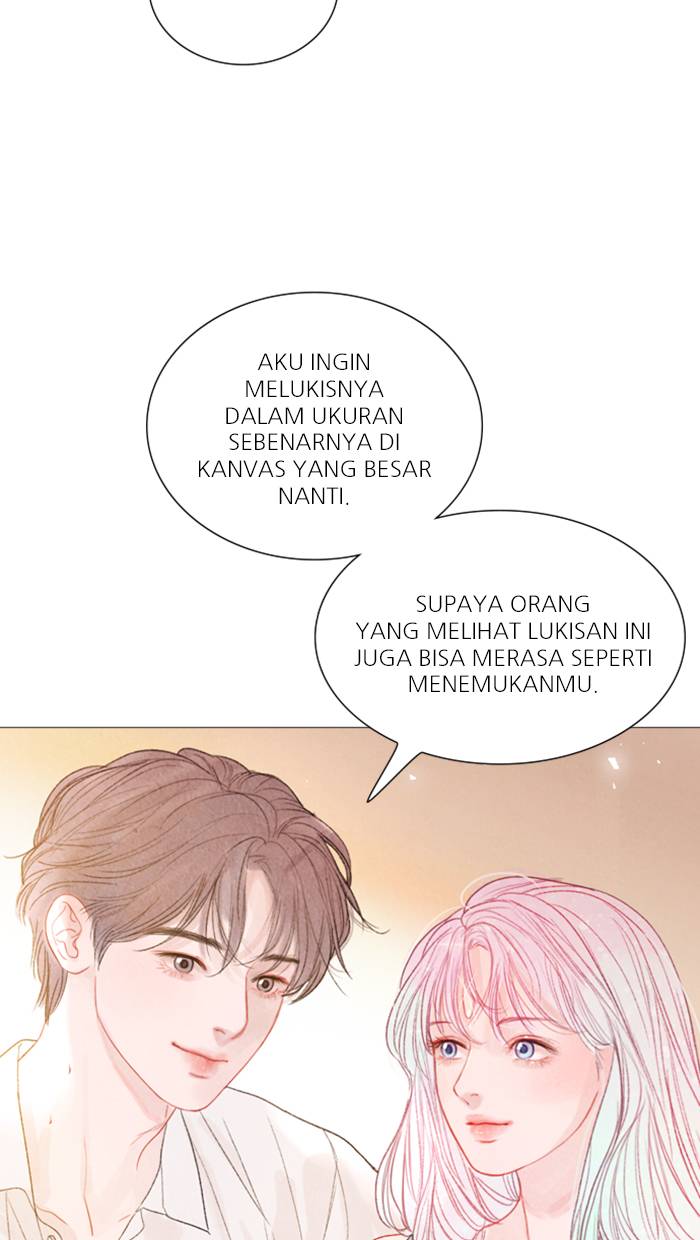 AKU INGIN
MELUKISNYA
DALAM UKURAN
SEBENARNYA DI
KANVAS YANG BESAR
NANTI.
SUPAYA ORANG
YANG MELIHAT LUKISAN INI
JUGA BISA MERASA SEPERTI
MENEMUKANMU.